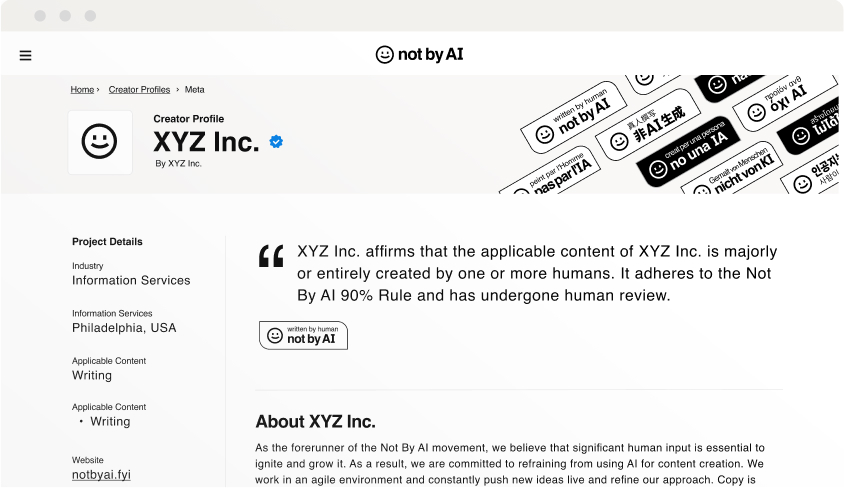 not by AI
Home › Creator Profiles › Meta
Creator Profile
XYZ Inc.
By XYZ Inc.
written by human
not by AI
真人撰写
非AI生成
προϊόν ανθ
όχι AI
peint par l'Homme
pas par l'IA
creat per una persona
no una IA
Gemalt von Menschen
nicht von KI
인공지
사람이
Project Details
Industry
Information Services
Information Services
Philadelphia, USA
Applicable Content
Writing
Applicable Content
• Writing
Website
notbyai.fyi
“ XYZ Inc. affirms that the applicable content of XYZ Inc. is majorly
or entirely created by one or more humans. It adheres to the Not
By AI 90% Rule and has undergone human review.
written by human
not by AI
About XYZ Inc.
As the forerunner of the Not By AI movement, we believe that significant human input is essential to
ignite and grow it. As a result, we are committed to refraining from using AI for content creation. We
work in an agile environment and constantly push new ideas live and refine our approach. Copy is